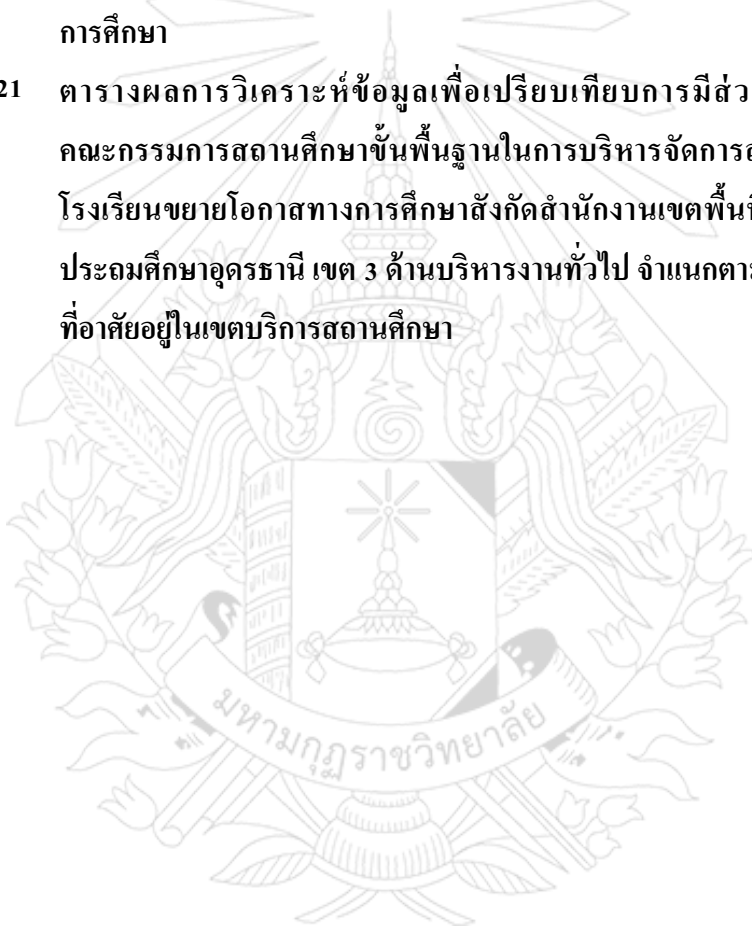 การศึกษา
21 ตารางผลการวิเคราะห์ข้อมูลเพื่อเปรียบเทียบการมีส่ว
คณะกรรมการสถานศึกษาขั้นพื้นฐานในการบริหารจัดการ
โรงเรียนขยายโอกาสทางการศึกษาสังกัดสำนักงานเขตพื้นที่
ประถมศึกษาอุดรธานี เขต 3 ด้านบริหารงานทั่วไป จำแนกตา
ที่อาศัยอยู่ในเขตบริการสถานศึกษา
มหามกุฏราชวิทยาลัย